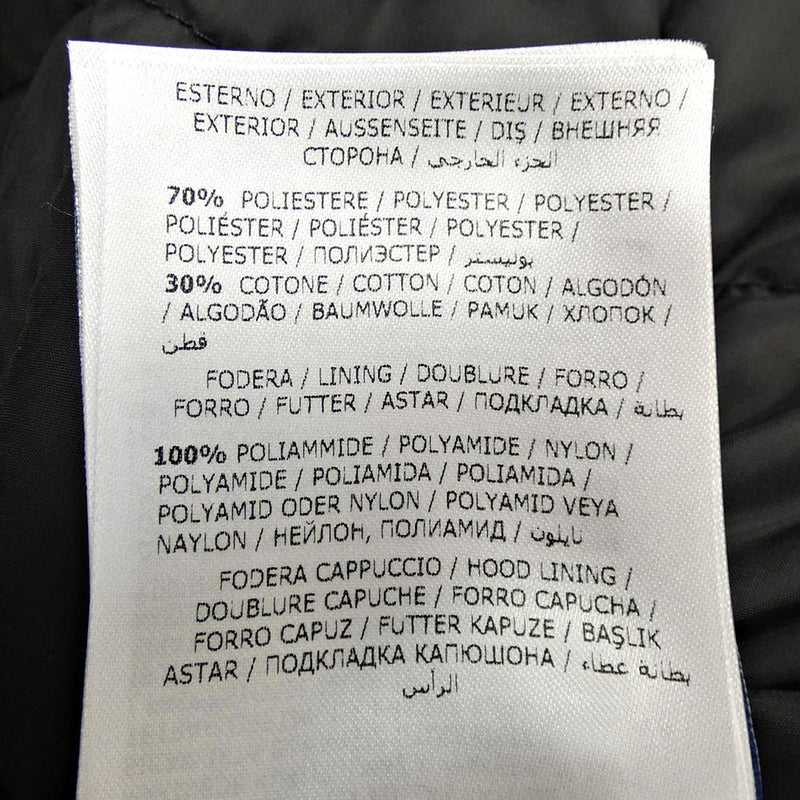 ESTERNO / EXTERIOR / EXTERIEUR / EXTERNO /
EXTERIOR / AUSSENSEITE / DIŞ / ВНЕШНЯЯ
СТОРОНА / الجزء الخارجي
70% POLIESTERE / POLYESTER / POLYESTER /
POLIÉSTER / POLIÉSTER / POLYESTER /
POLYESTER / ПОЛИЭСТЕР / بوليستر
30% COTONE / COTTON / COTON / ALGODÓN
/ ALGODÃO / BAUMWOLLE / PAMUK / ХЛОПОК /
قطن
FODERA / LINING / DOUBLURE / FORRO /
FORRO / FUTTER / ASTAR / ПОДКЛАДКА / بطانة
100% POLIAMMIDE / POLYAMIDE / NYLON /
POLYAMIDE / POLIAMIDA / POLIAMIDA /
POLYAMID ODER NYLON / POLYAMID VEYA
NAYLON / НЕЙЛОН, ПОЛИАМИД / نايلون
FODERA CAPPUCCIO / HOOD LINING /
DOUBLURE CAPUCHE / FORRO CAPUCHA /
FORRO CAPUZ / FUTTER KAPUZE / BAŞLIK
ASTAR / ПОДКЛАДКА КАПЮШОНА / بطانة غطاء
الرأس